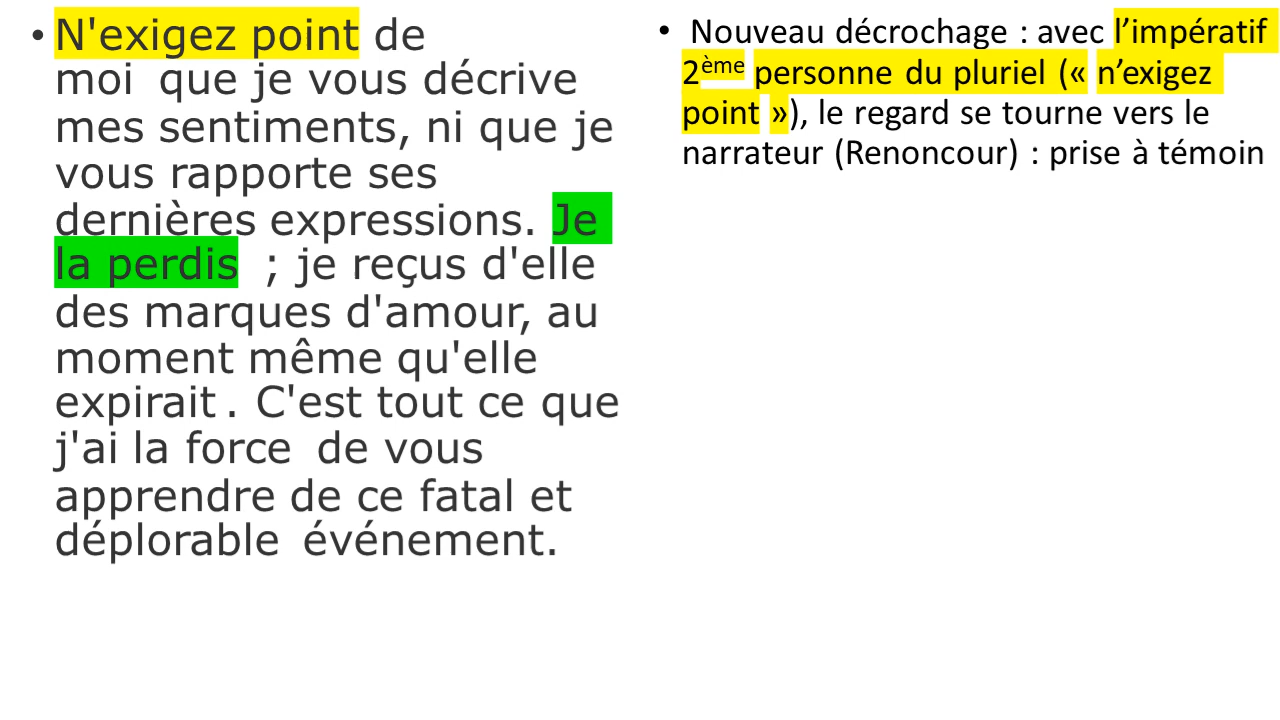 • N'exigez point de
moi que je vous décrive
mes sentiments, ni que je
vous rapporte ses
dernières expressions. Je
la perdis ; je reçus d'elle
des marques d'amour, au
moment même qu'elle
expirait . C'est tout ce que
j'ai la force de vous
apprendre de ce fatal et
déplorable événement.
• Nouveau décrochage : avec l’impératif
2ème personne du pluriel (« n’exigez
point »), le regard se tourne vers le
narrateur (Renoncour) : prise à témoin